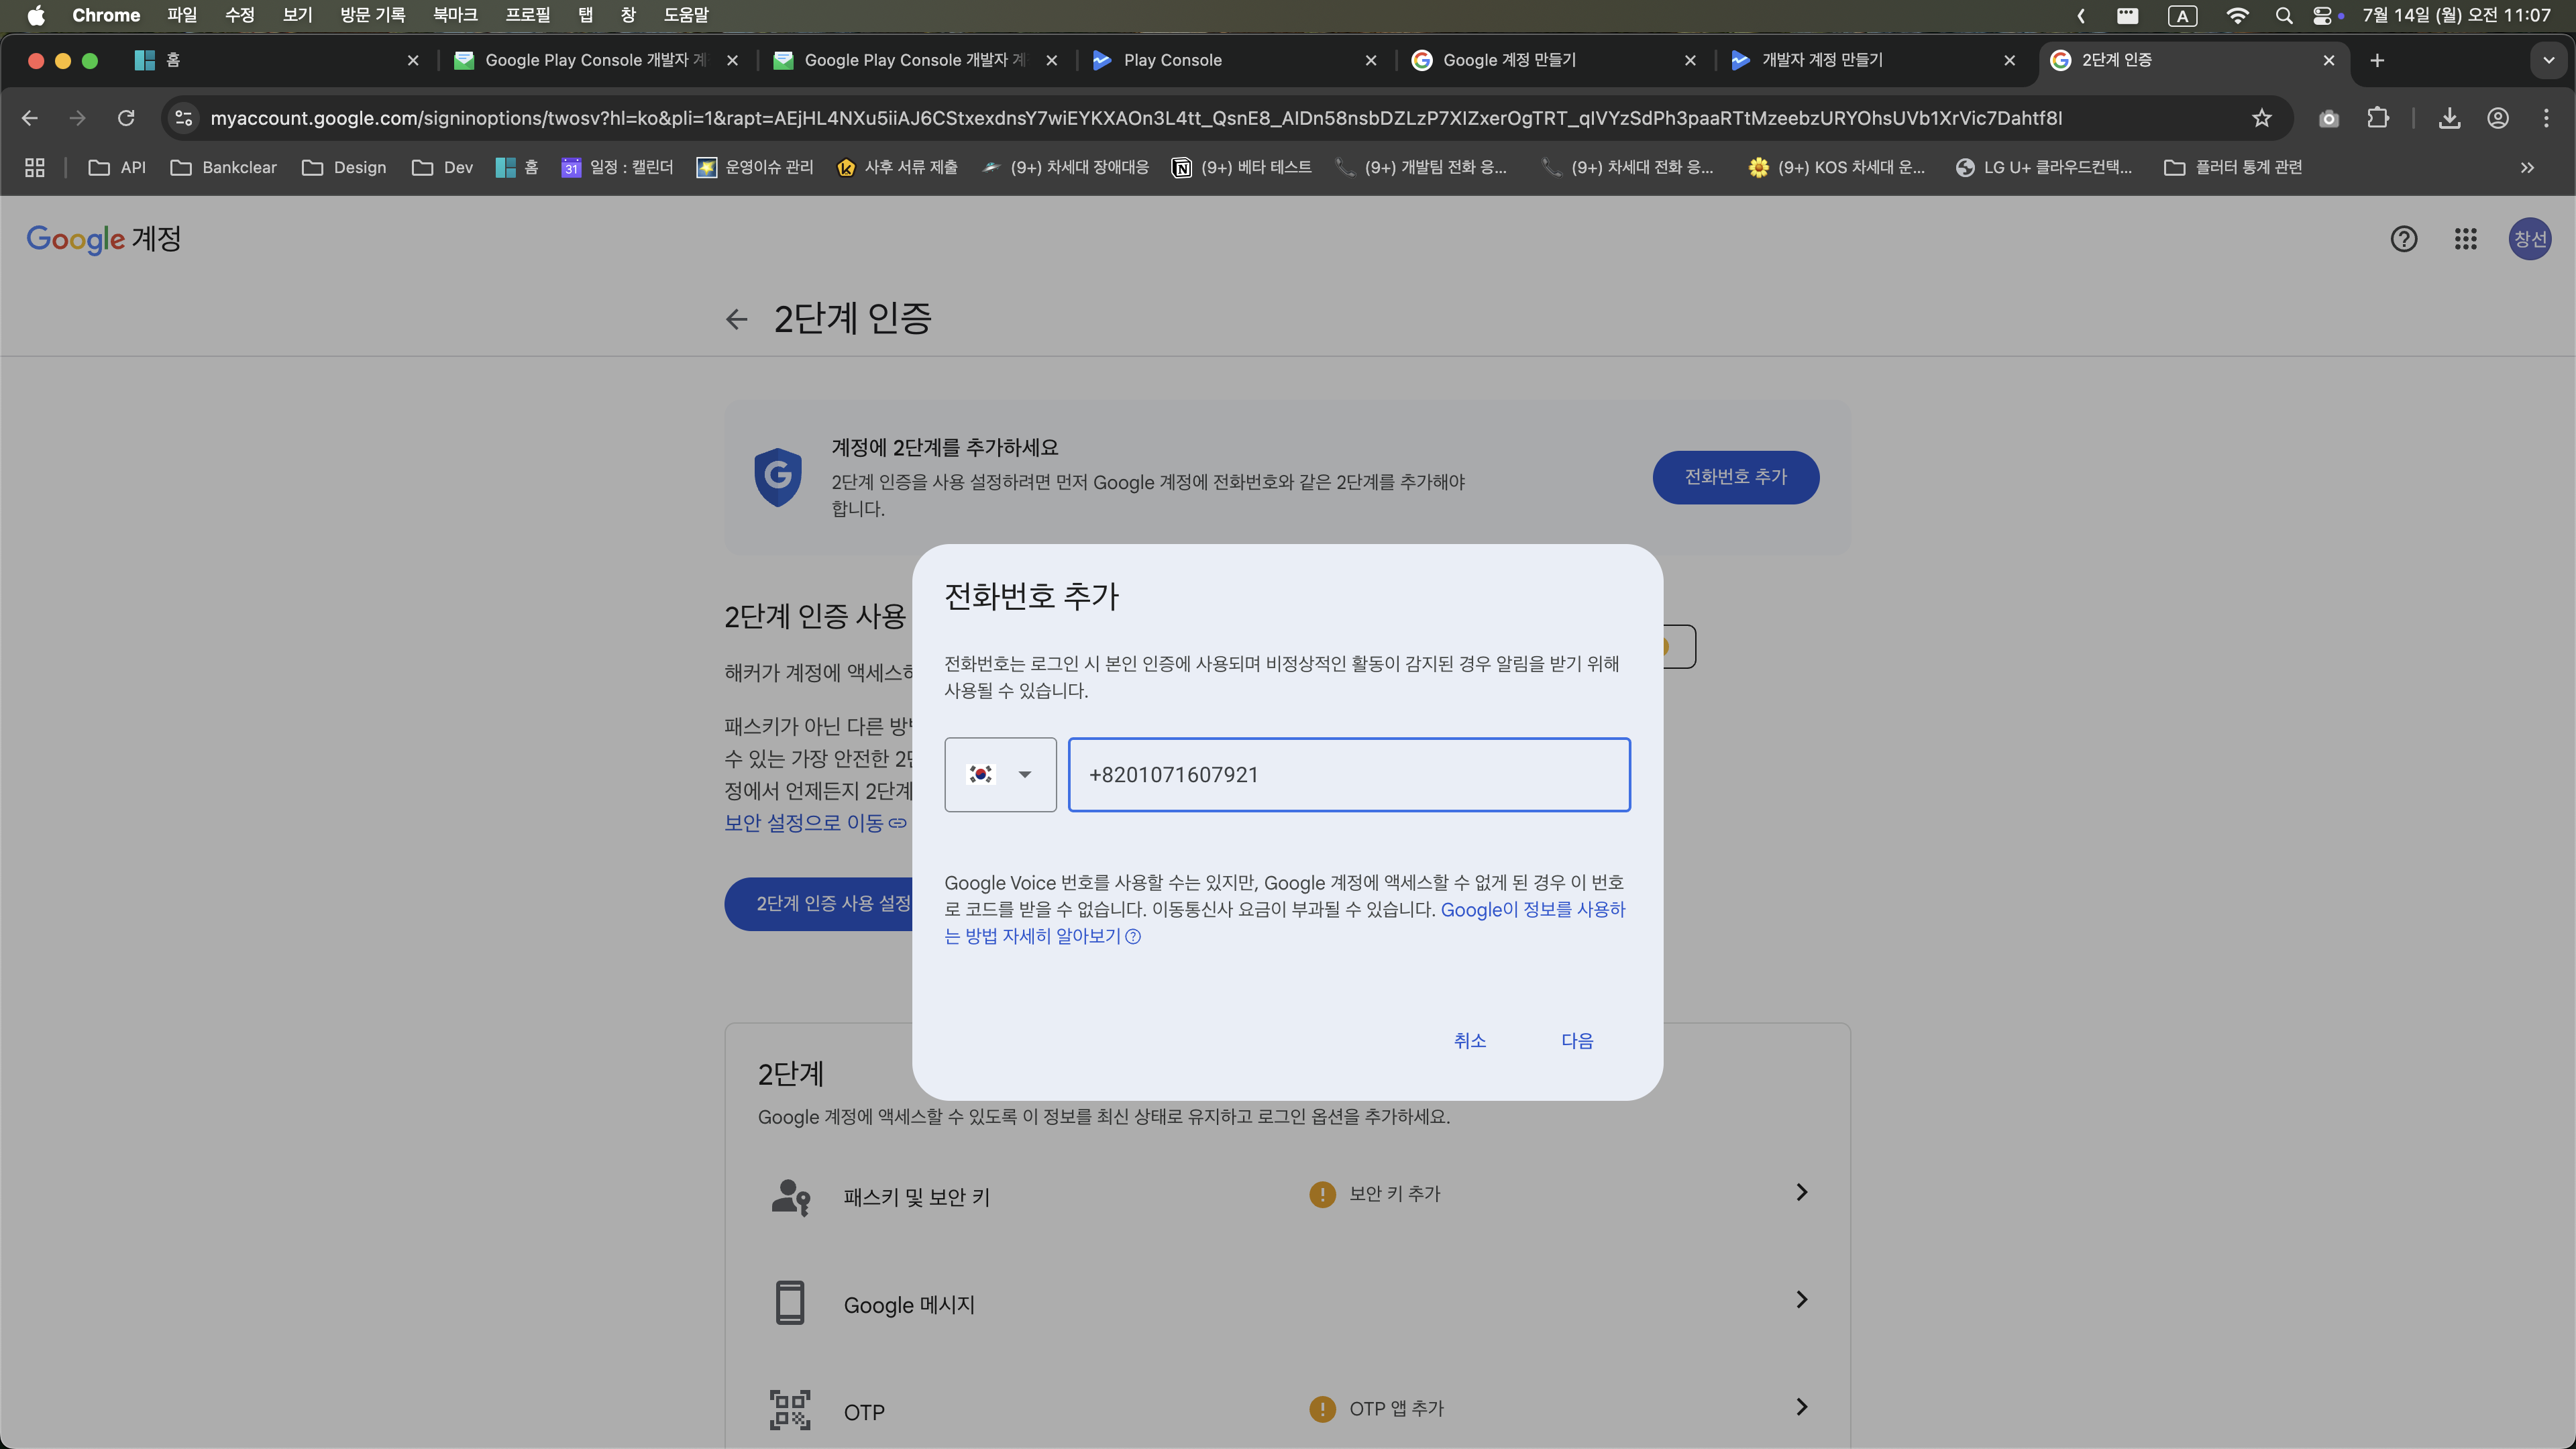 Chrome 파일 수정 보기 방문 기록 북마크 프로필 탭 창 도움말 A 7월 14일 (월) 오전 11:07
홈 Google Play Console 개발자 계 Google Play Console 개발자 계 Play Console Google 계정 만들기 개발자 계정 만들기 2단계 인증
myaccount.google.com/signinoptions/twosv?hl=ko&pli=1&rapt=AEjHL4NXu5iiAJ6CStxexdnsY7wiEYKXAOn3L4tt_QsnE8_AIDn58nsbDZLzP7XIZxerOgTRT_qIVYzSdPh3paaRTtMzeebzURYOhsUVb1XrVic7Dahtf8I
API Bankclear Design Dev 홈 31 일정 : 캘린더 운영이슈 관리 사후 서류 제출 (9+) 차세대 장애대응 (9+) 베타 테스트 (9+) 개발팀 전화 응... (9+) 차세대 전화 응... (9+) KOS 차세대 운... LG U+ 클라우드컨택... 플러터 통계 관련
Google 계정 창선
2단계 인증
계정에 2단계를 추가하세요
2단계 인증을 사용 설정하려면 먼저 Google 계정에 전화번호와 같은 2단계를 추가해야
합니다.
전화번호 추가
2단계 인증 사용
해커가 계정에 액세스하
패스키가 아닌 다른 방법
수 있는 가장 안전한 2단
정에서 언제든지 2단계
보안 설정으로 이동
2단계 인증 사용 설정
전화번호 추가
전화번호는 로그인 시 본인 인증에 사용되며 비정상적인 활동이 감지된 경우 알림을 받기 위해
사용될 수 있습니다.
+8201071607921
Google Voice 번호를 사용할 수는 있지만, Google 계정에 액세스할 수 없게 된 경우 이 번호
로 코드를 받을 수 없습니다. 이동통신사 요금이 부과될 수 있습니다. Google이 정보를 사용하
는 방법 자세히 알아보기
취소 다음
2단계
Google 계정에 액세스할 수 있도록 이 정보를 최신 상태로 유지하고 로그인 옵션을 추가하세요.
패스키 및 보안 키 보안 키 추가
Google 메시지
OTP OTP 앱 추가